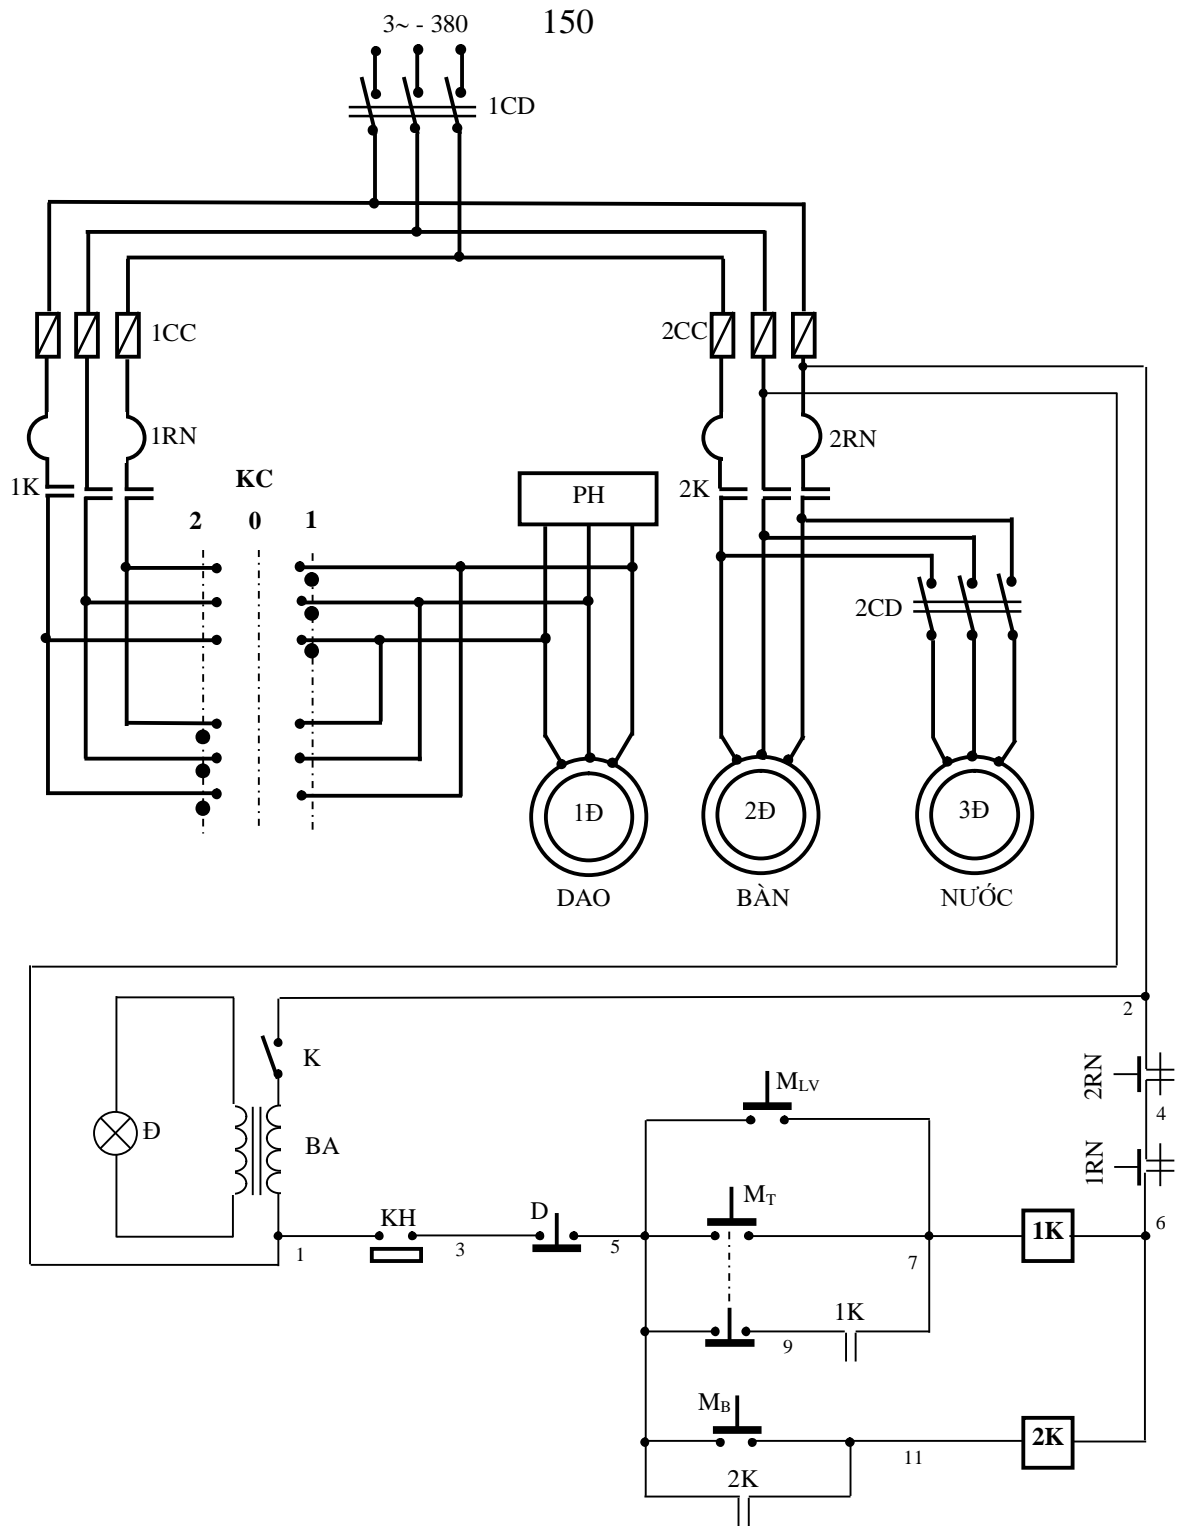 3~ - 380
150
1CD
1CC
2CC
1RN
2RN
1K
KC
PH
2K
2 0 1
2CD
1Đ
2Đ
3Đ
DAO
BÀN
NƯỚC
2
K
MLV
2RN
4
Đ
BA
1RN
MT
KH
D
6
1
3
5
7
1K
1K
9
MB
2K
11
2K